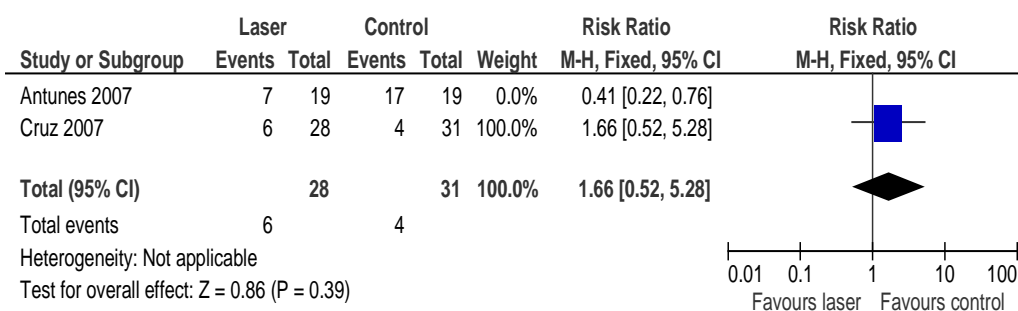 Laser Control Risk Ratio Risk Ratio
Study or Subgroup Events Total Events Total Weight M-H, Fixed, 95% CI M-H, Fixed, 95% CI
Antunes 2007 7 19 17 19 0.0% 0.41 [0.22, 0.76]
Cruz 2007 6 28 4 31 100.0% 1.66 [0.52, 5.28]
Total (95% CI) 28 31 100.0% 1.66 [0.52, 5.28]
Total events 6 4
Heterogeneity: Not applicable
Test for overall effect: Z = 0.86 (P = 0.39)
0.01 0.1 1 10 100
Favours laser Favours control